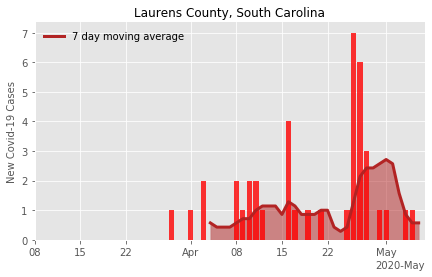 Laurens County, South Carolina
7 day moving average
New Covid-19 Cases
7
6
5
4
3
2
1
0
08 15 22 Apr 08 15 22 May
2020-May